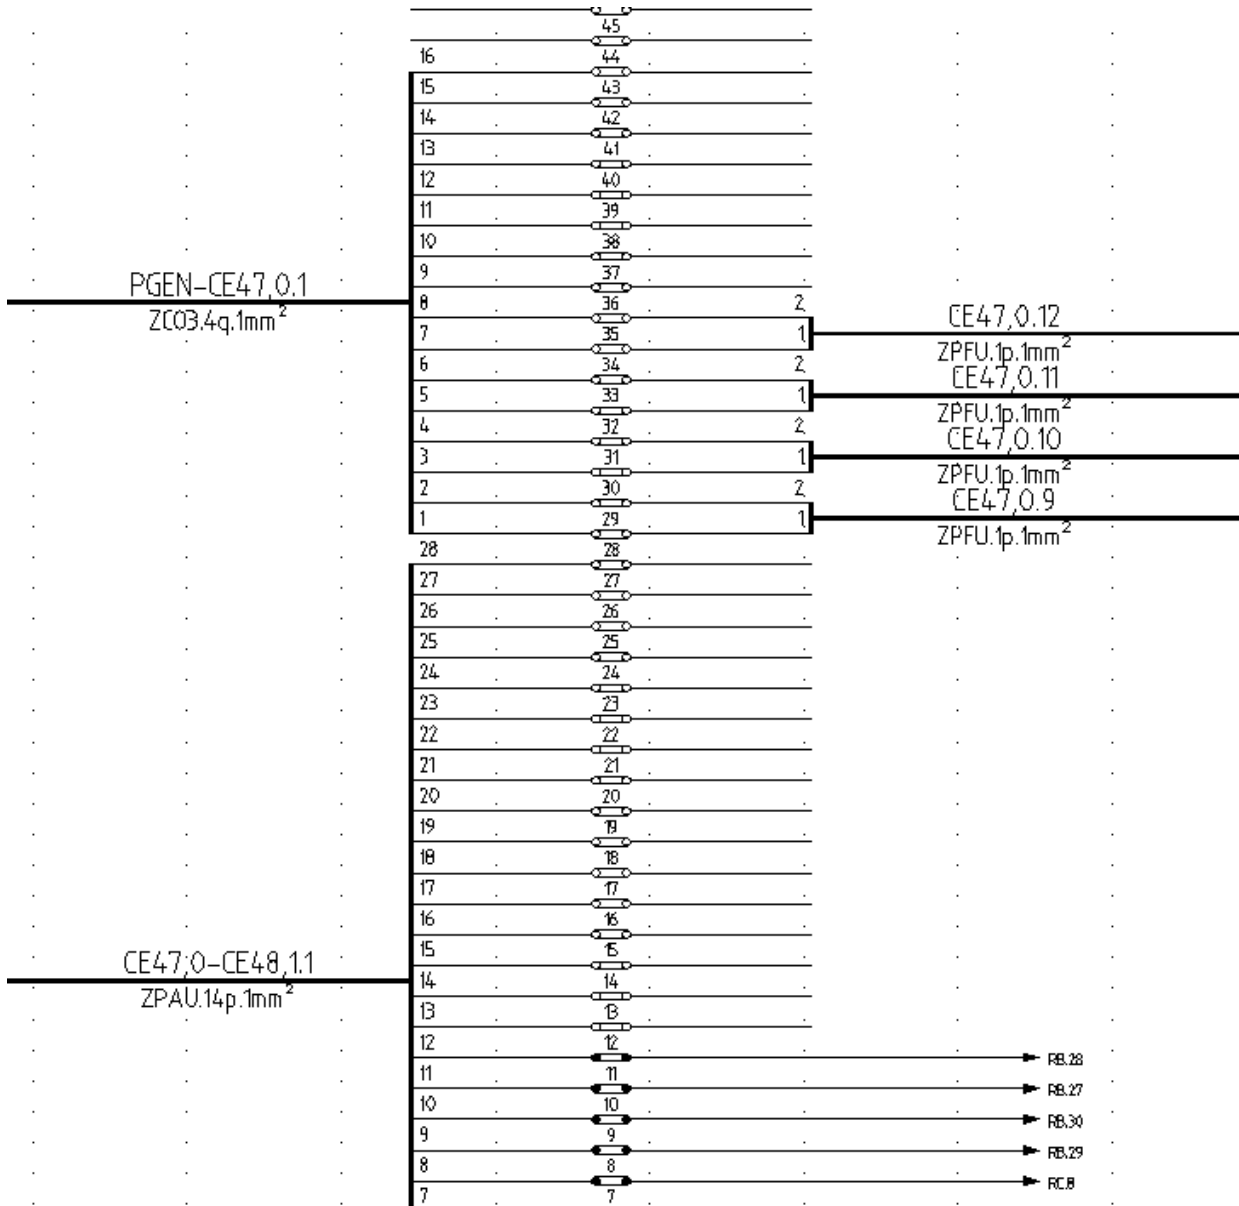 45
16 44
15 43
14 42
13 41
12 40
11 39
10 38
9 37
PGEN-CE47,0.1
8 36 2
CE47,0.12
ZC03.4q.1mm²
7 35 1
ZPFU.1p.1mm²
6 34 2
CE47,0.11
5 33 1
ZPFU.1p.1mm²
4 32 2
CE47,0.10
3 31 1
ZPFU.1p.1mm²
2 30 2
CE47,0.9
1 29 1
ZPFU.1p.1mm²
28 28
27 27
26 26
25 25
24 24
23 23
22 22
21 21
20 20
19 19
18 18
17 17
16 16
15 15
CE47,0-CE48,1.1
14 14
ZPAU.14p.1mm²
13 13
12 12
RB.28
11 11
RB.27
10 10
RB.30
9 9
RB.29
8 8
RC.8
7 7